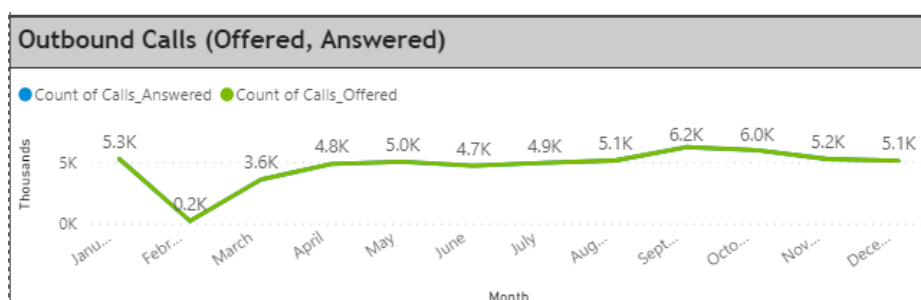 Outbound Calls (Offered, Answered)
Count of Calls_Answered Count of Calls_Offered
Thousands
5K
0K
5.3K 0.2K 3.6K 4.8K 5.0K 4.7K 4.9K 5.1K 6.2K 6.0K 5.2K 5.1K
Janu... Febr... March April May June July Aug... Sept... Octo... Nov... Dece...
Month